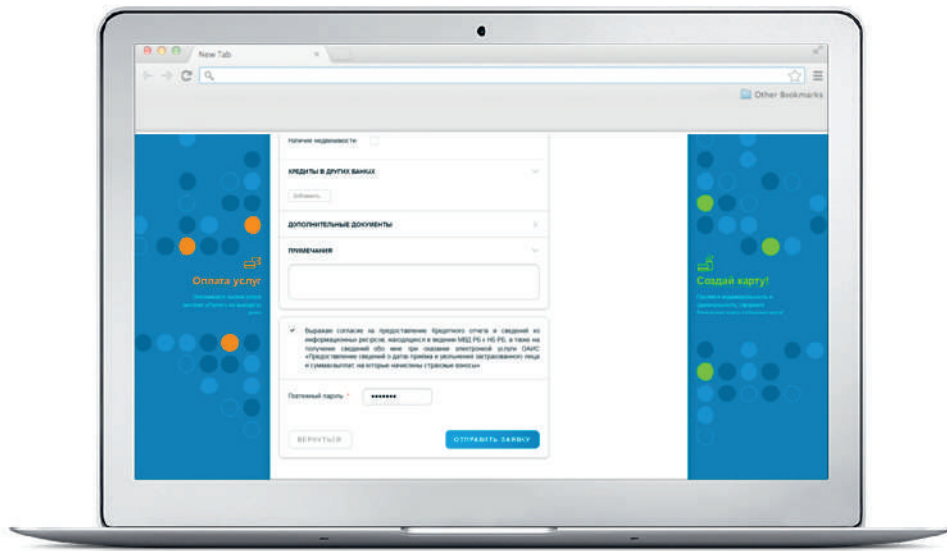 New Tab
Other Bookmarks
Наличие недвижимости
КРЕДИТЫ В ДРУГИХ БАНКАХ
Добавить...
ДОПОЛНИТЕЛЬНЫЕ ДОКУМЕНТЫ
ПРИМЕЧАНИЯ
Оплата услуг
Создай карту!
Выражаю согласие на предоставление Кредитного отчета и сведений из
информационных ресурсов, находящихся в ведении МВД РБ и НБ РБ, а также на
получение сведений обо мне при оказании электронной услуги ОАИС
«Предоставление сведений о датах приёма и увольнения застрахованного лица
и суммах выплат, на которые начислены страховые взносы»
Платежный пароль *
•••••••
ВЕРНУТЬСЯ
ОТПРАВИТЬ ЗАЯВКУ